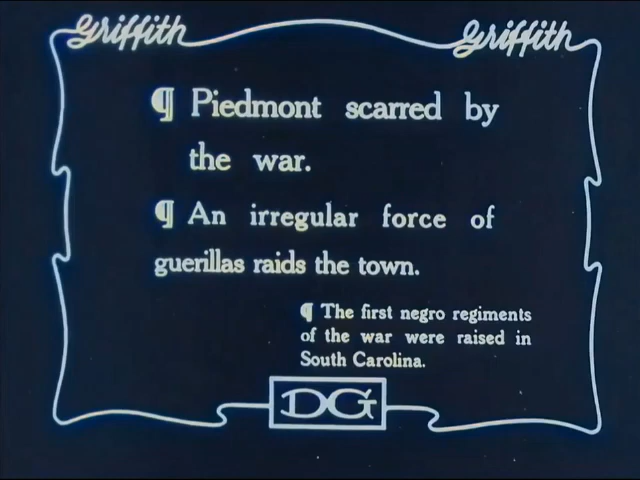 Griffith Griffith
¶ Piedmont scarred by
the war.
¶ An irregular force of
guerillas raids the town.
¶ The first negro regiments
of the war were raised in
South Carolina.
DG